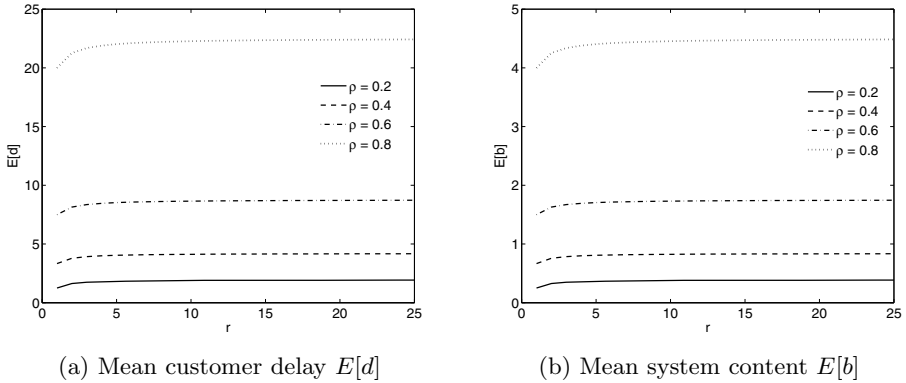 25
20
15
10
5
0
E[d]
ρ = 0.2
ρ = 0.4
ρ = 0.6
ρ = 0.8
0 5 10 15 20 25
r
(a) Mean customer delay E[d]
5
4
3
2
1
0
E[b]
ρ = 0.2
ρ = 0.4
ρ = 0.6
ρ = 0.8
0 5 10 15 20 25
r
(b) Mean system content E[b]